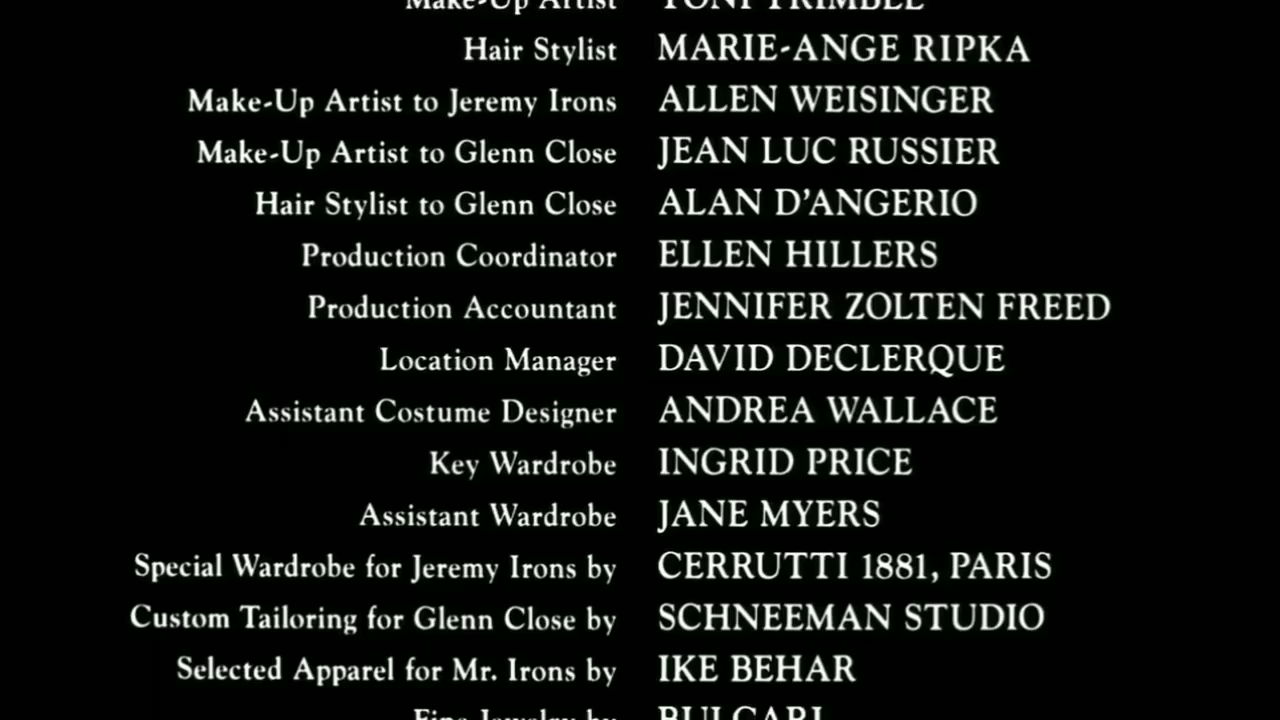 Make-Up Artist TONI TRIMBLE
Hair Stylist MARIE-ANGE RIPKA
Make-Up Artist to Jeremy Irons ALLEN WEISINGER
Make-Up Artist to Glenn Close JEAN LUC RUSSIER
Hair Stylist to Glenn Close ALAN D'ANGERIO
Production Coordinator ELLEN HILLERS
Production Accountant JENNIFER ZOLTEN FREED
Location Manager DAVID DECLERQUE
Assistant Costume Designer ANDREA WALLACE
Key Wardrobe INGRID PRICE
Assistant Wardrobe JANE MYERS
Special Wardrobe for Jeremy Irons by CERRUTTI 1881, PARIS
Custom Tailoring for Glenn Close by SCHNEEMAN STUDIO
Selected Apparel for Mr. Irons by IKE BEHAR
Fine Jewelry by BULGARI